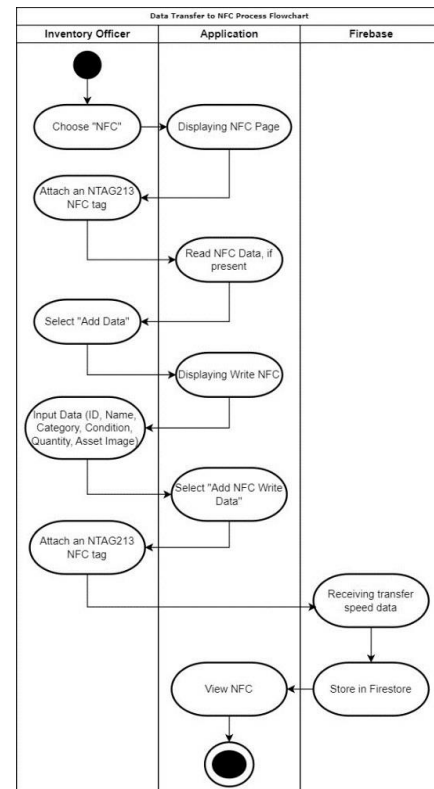 Data Transfer to NFC Process Flowchart
Inventory Officer
Application
Firebase
Choose "NFC"
Displaying NFC Page
Attach an NTAG213
NFC tag
Read NFC Data, if
present
Select "Add Data"
Displaying Write NFC
Input Data (ID, Name,
Category, Condition,
Quantity, Asset Image)
Select "Add NFC Write
Data"
Attach an NTAG213
NFC tag
Receiving transfer
speed data
Store in Firestore
View NFC